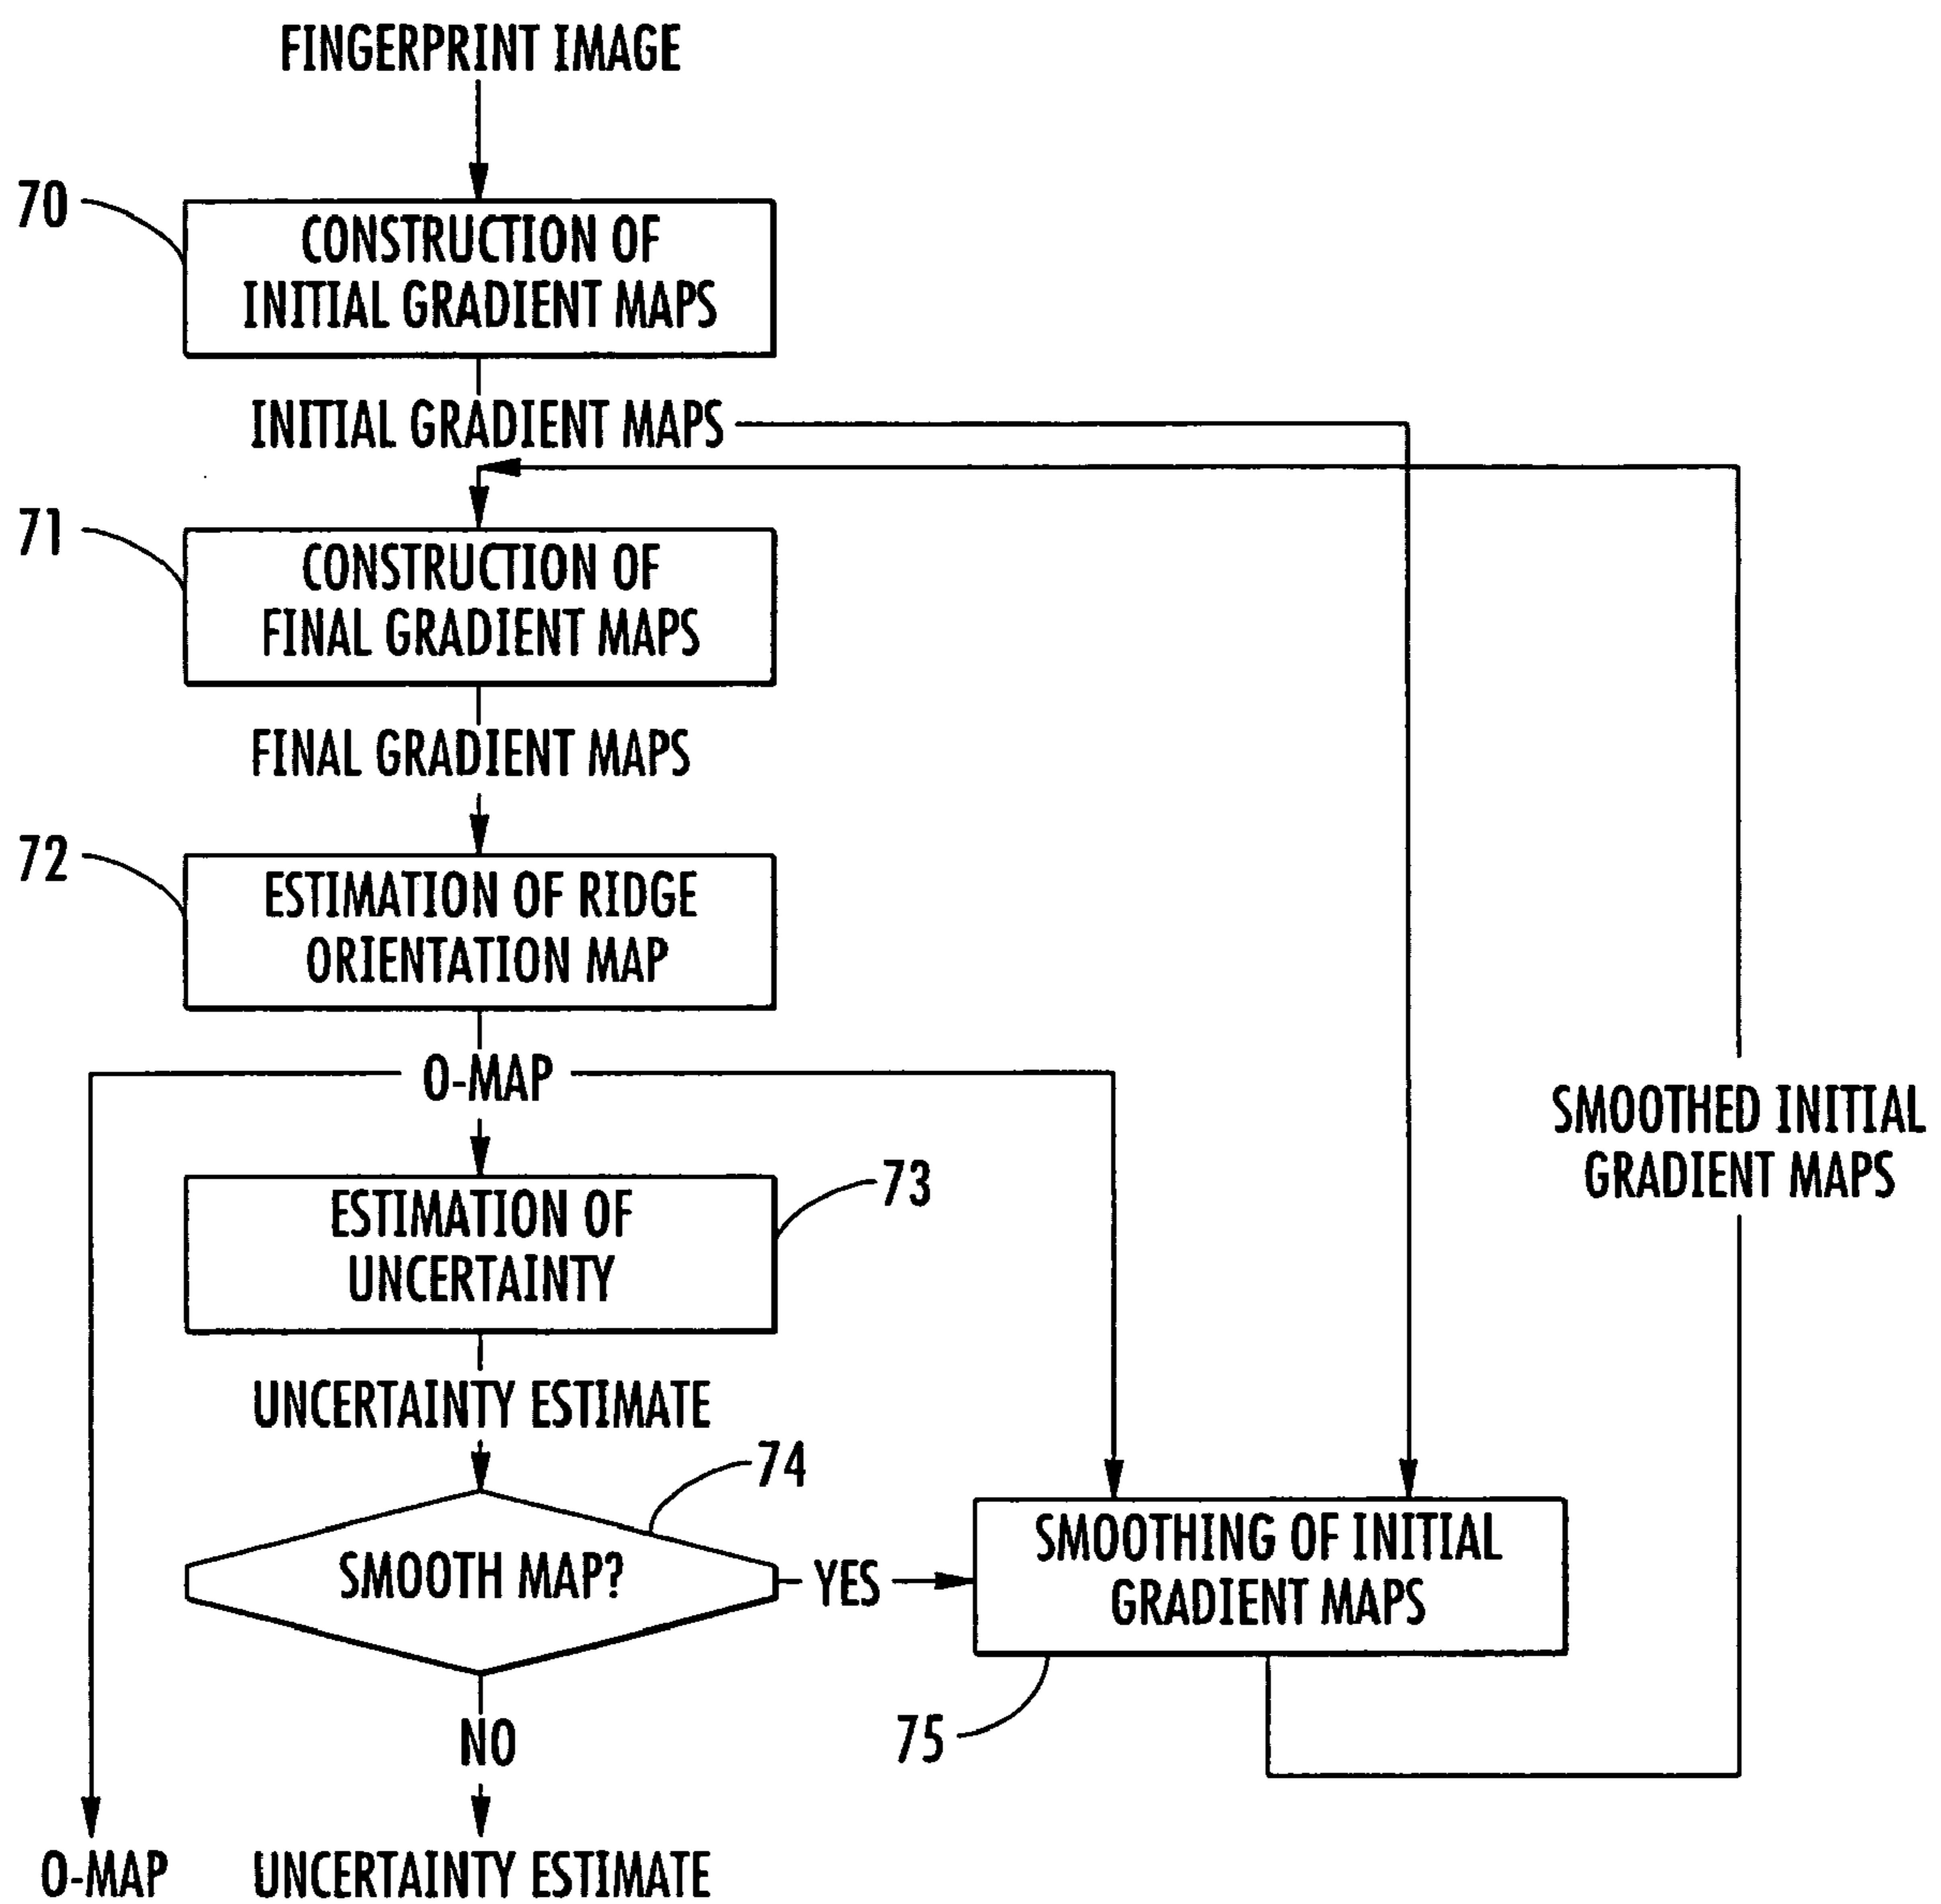 FINGERPRINT IMAGE
70
CONSTRUCTION OF
INITIAL GRADIENT MAPS
INITIAL GRADIENT MAPS
71
CONSTRUCTION OF
FINAL GRADIENT MAPS
FINAL GRADIENT MAPS
72
ESTIMATION OF RIDGE
ORIENTATION MAP
O-MAP
SMOOTHED INITIAL
GRADIENT MAPS
73
ESTIMATION OF
UNCERTAINTY
UNCERTAINTY ESTIMATE
74
SMOOTH MAP?
YES
SMOOTHING OF INITIAL
GRADIENT MAPS
75
NO
O-MAP
UNCERTAINTY ESTIMATE